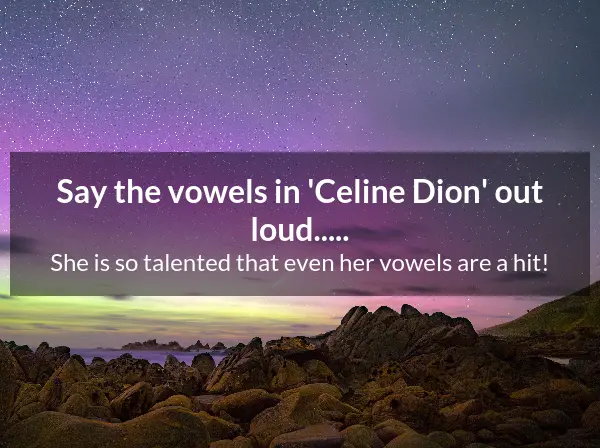 Say the vowels in 'Celine Dion' out
loud.....
She is so talented that even her vowels are a hit!